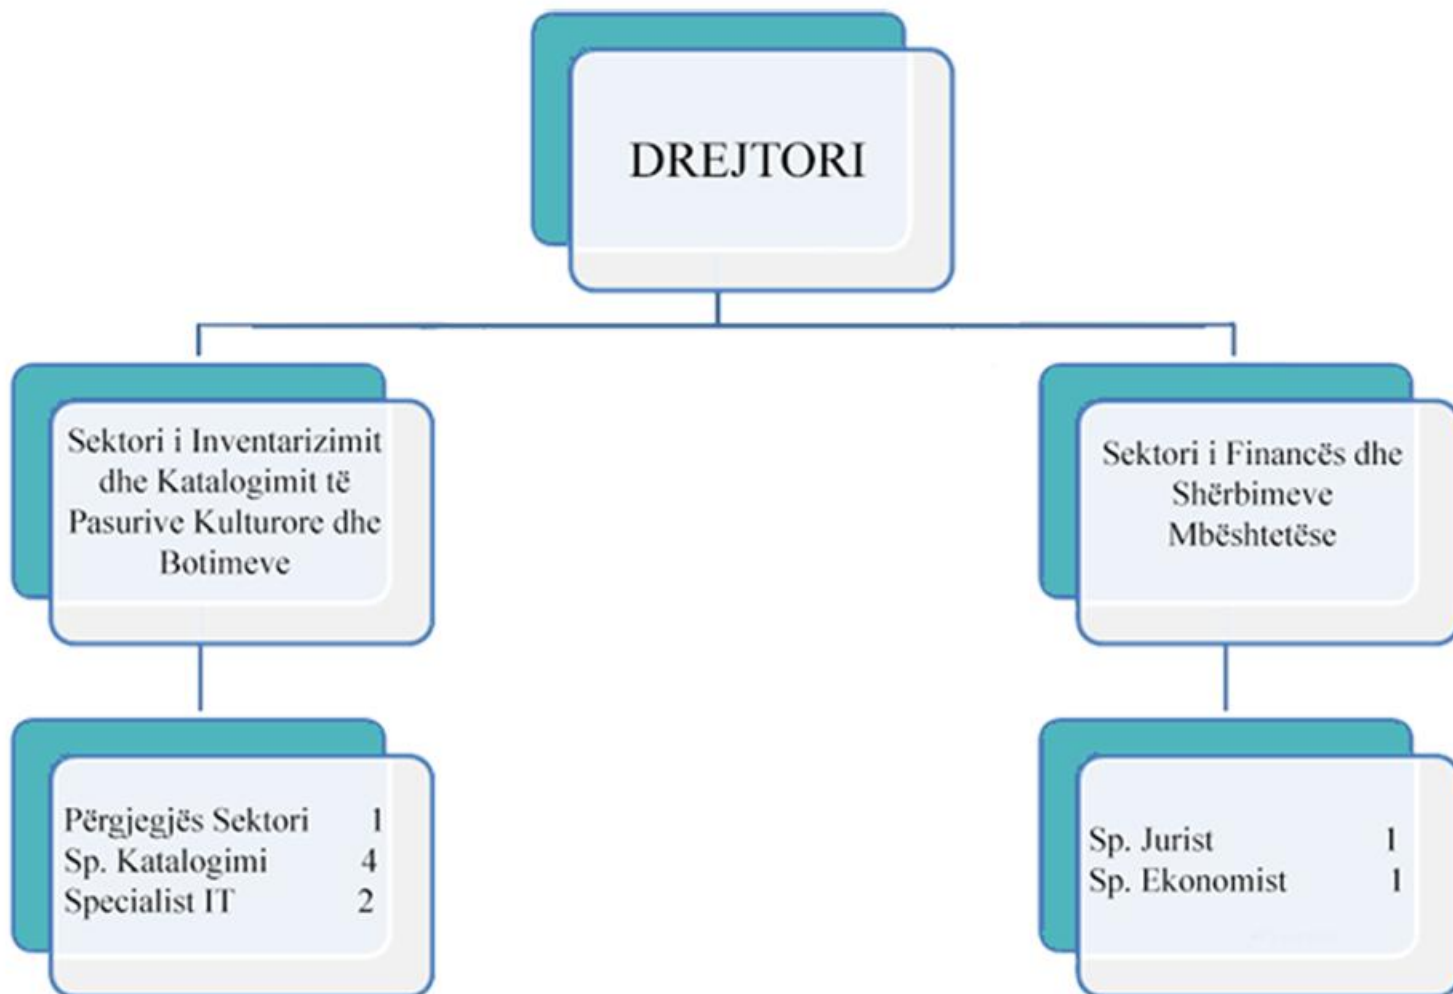 DREJTORI
Sektori i Inventarizimit
dhe Katalogimit të
Pasurive Kulturore dhe
Botimeve
Sektori i Financës dhe
Shërbimeve
Mbështetëse
Përgjegjës Sektori 1
Sp. Katalogimi 4
Specialist IT 2
Sp. Jurist 1
Sp. Ekonomist 1